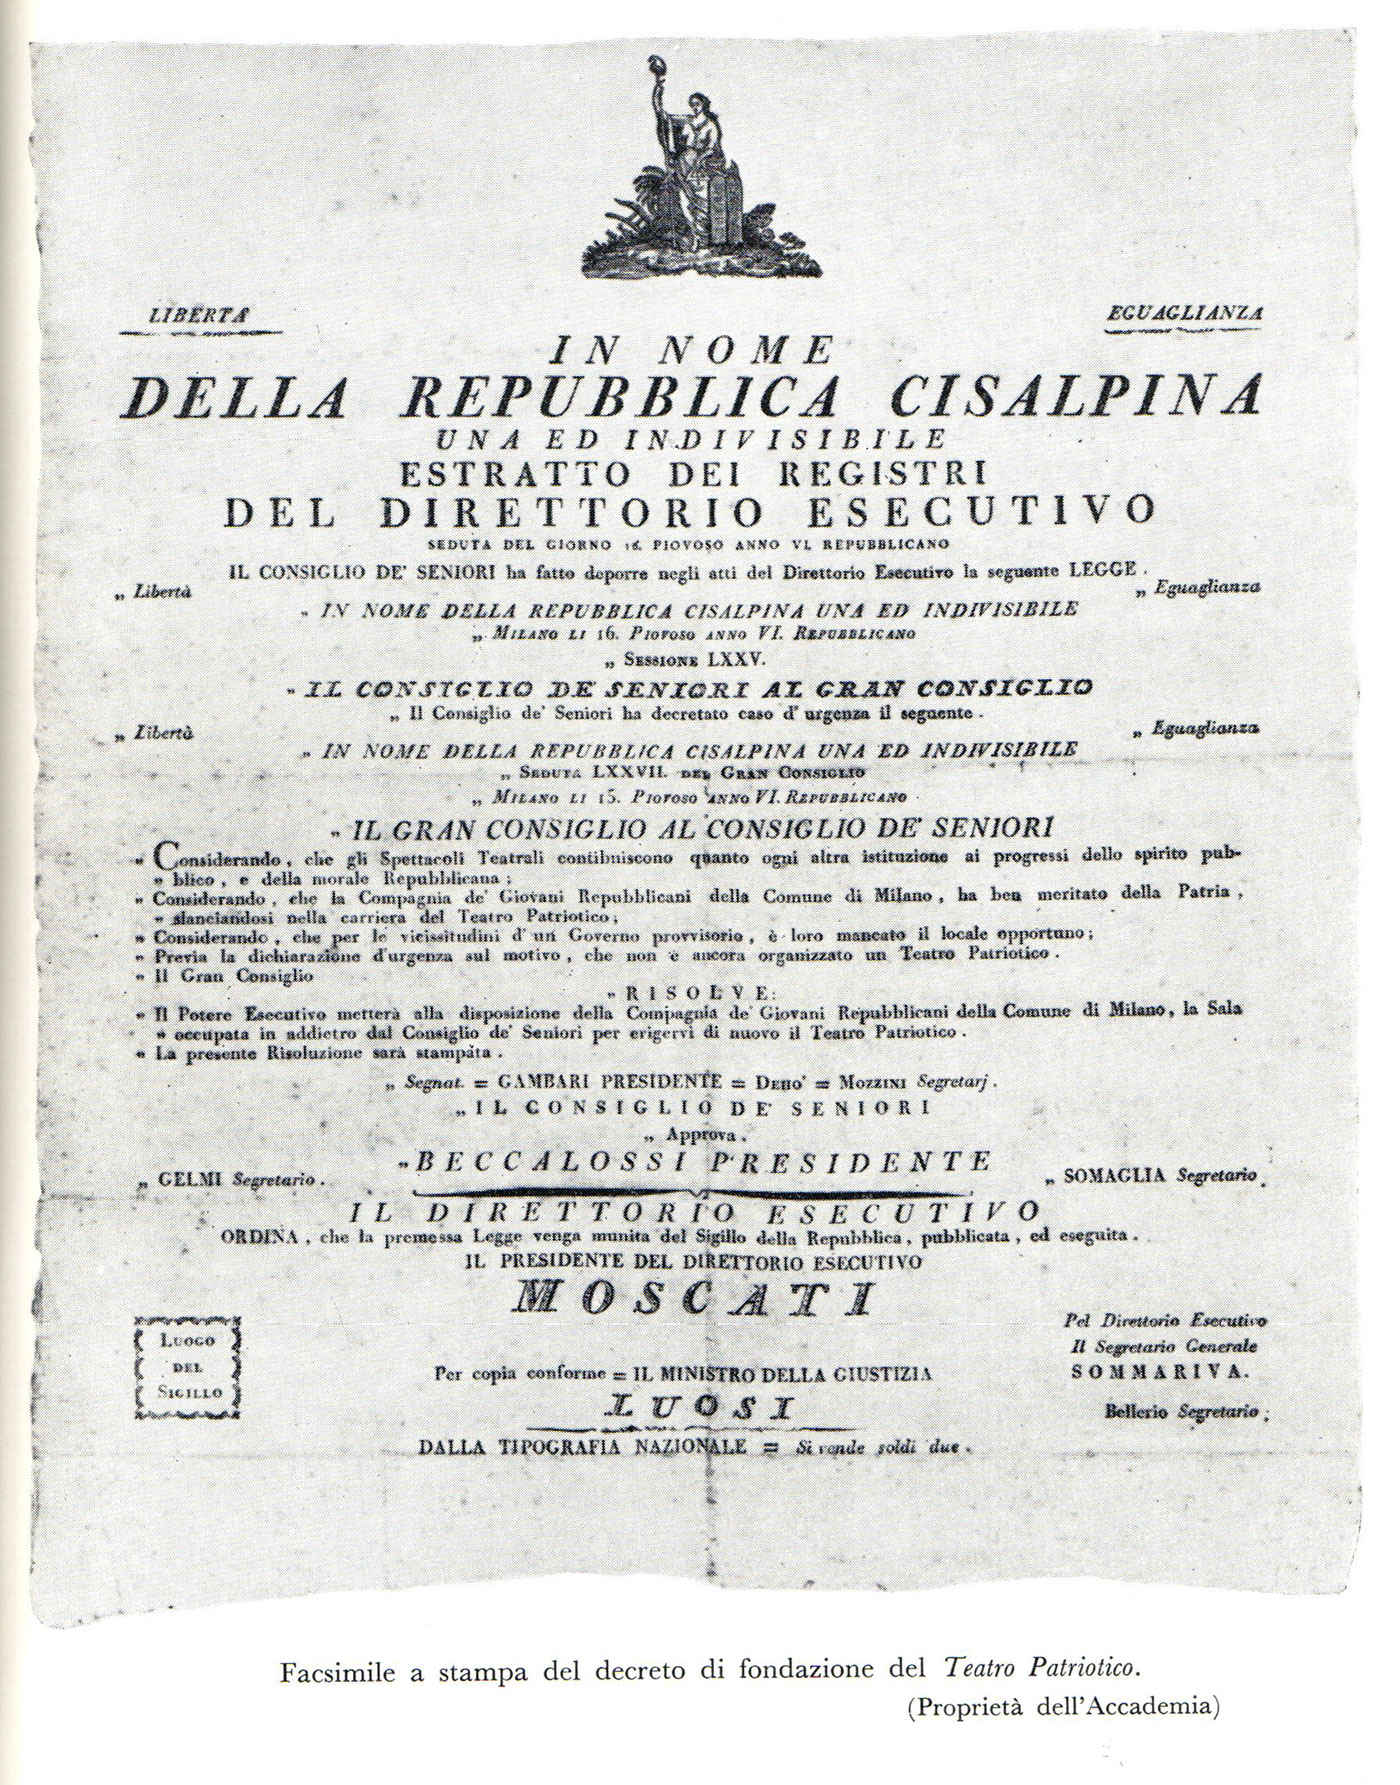 LIBERTÀ
EGUAGLIANZA
IN NOME
DELLA REPUBBLICA CISALPINA
UNA ED INDIVISIBILE
ESTRATTO DEI REGISTRI
DEL DIRETTORIO ESECUTIVO
SEDUTA DEL GIORNO 16. PIOVOSO ANNO VI. REPUBBLICANO
IL CONSIGLIO DE' SENIORI ha fatto deporre negli atti del Direttorio Esecutivo la seguente LEGGE.
„ Libertà
„ Eguaglianza
„ IN NOME DELLA REPUBBLICA CISALPINA UNA ED INDIVISIBILE
„ MILANO LI 16. PIOVOSO ANNO VI. REPUBBLICANO
„ SESSIONE LXXV.
„ IL CONSIGLIO DE' SENIORI AL GRAN CONSIGLIO
„ Il Consiglio de' Seniori ha decretato caso d'urgenza il seguente.
„ Libertà
„ Eguaglianza
„ IN NOME DELLA REPUBBLICA CISALPINA UNA ED INDIVISIBILE
„ SEDUTA LXXVII. DEL GRAN CONSIGLIO
„ MILANO LI 15. PIOVOSO ANNO VI. REPUBBLICANO
„ IL GRAN CONSIGLIO AL CONSIGLIO DE' SENIORI
„ Considerando, che gli Spettacoli Teatrali contibuiscono quanto ogni altra istituzione ai progressi dello spirito pub-
„ blico, e della morale Repubblicana;
„ Considerando, che la Compagnia de' Giovani Repubblicani della Comune di Milano, ha ben meritato della Patria,
„ slanciandosi nella carriera del Teatro Patriotico;
„ Considerando, che per le vicissitudini d'un Governo provvisorio, è loro mancato il locale opportuno;
„ Previa la dichiarazione d'urgenza sul motivo, che non è ancora organizzato un Teatro Patriotico.
„ Il Gran Consiglio
„ RISOLVE:
„ Il Potere Esecutivo metterà alla disposizione della Compagnia de' Giovani Repubblicani della Comune di Milano, la Sala
„ occupata in addietro dal Consiglio de' Seniori per erigervi di nuovo il Teatro Patriotico.
„ La presente Risoluzione sarà stampata.
„ Segnat. = GAMBARI PRESIDENTE = DEHO' = MOZZINI Segretarj.
„ IL CONSIGLIO DE' SENIORI
„ Approva.
„ BECCALOSSI PRESIDENTE
„ GELMI Segretario.
„ SOMAGLIA Segretario.
IL DIRETTORIO ESECUTIVO
ORDINA, che la premessa Legge venga munita del Sigillo della Repubblica, pubblicata, ed eseguita.
IL PRESIDENTE DEL DIRETTORIO ESECUTIVO
MOSCATI
Pel Direttorio Esecutivo
Il Segretario Generale
SOMMARIVA.
LUOGO
DEL
SIGILLO
Per copia conforme = IL MINISTRO DELLA GIUSTIZIA
LUOSI
Bellerio Segretario.
DALLA TIPOGRAFIA NAZIONALE = Si vende soldi due.
Facsimile a stampa del decreto di fondazione del Teatro Patriotico.
(Proprietà dell'Accademia)